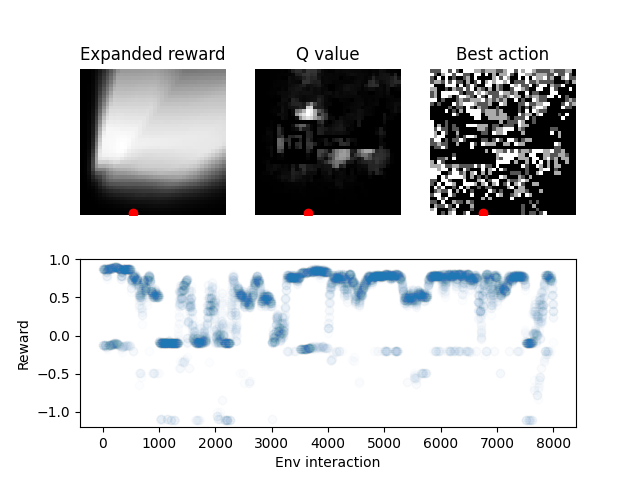 Expanded reward
Q value
Best action
1.0
0.5
0.0
−0.5
−1.0
Reward
0 1000 2000 3000 4000 5000 6000 7000 8000
Env interaction